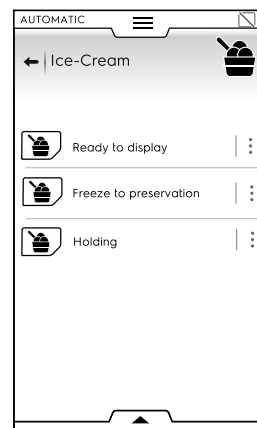 AUTOMATIC
Ice-Cream
Ready to display
Freeze to preservation
Holding